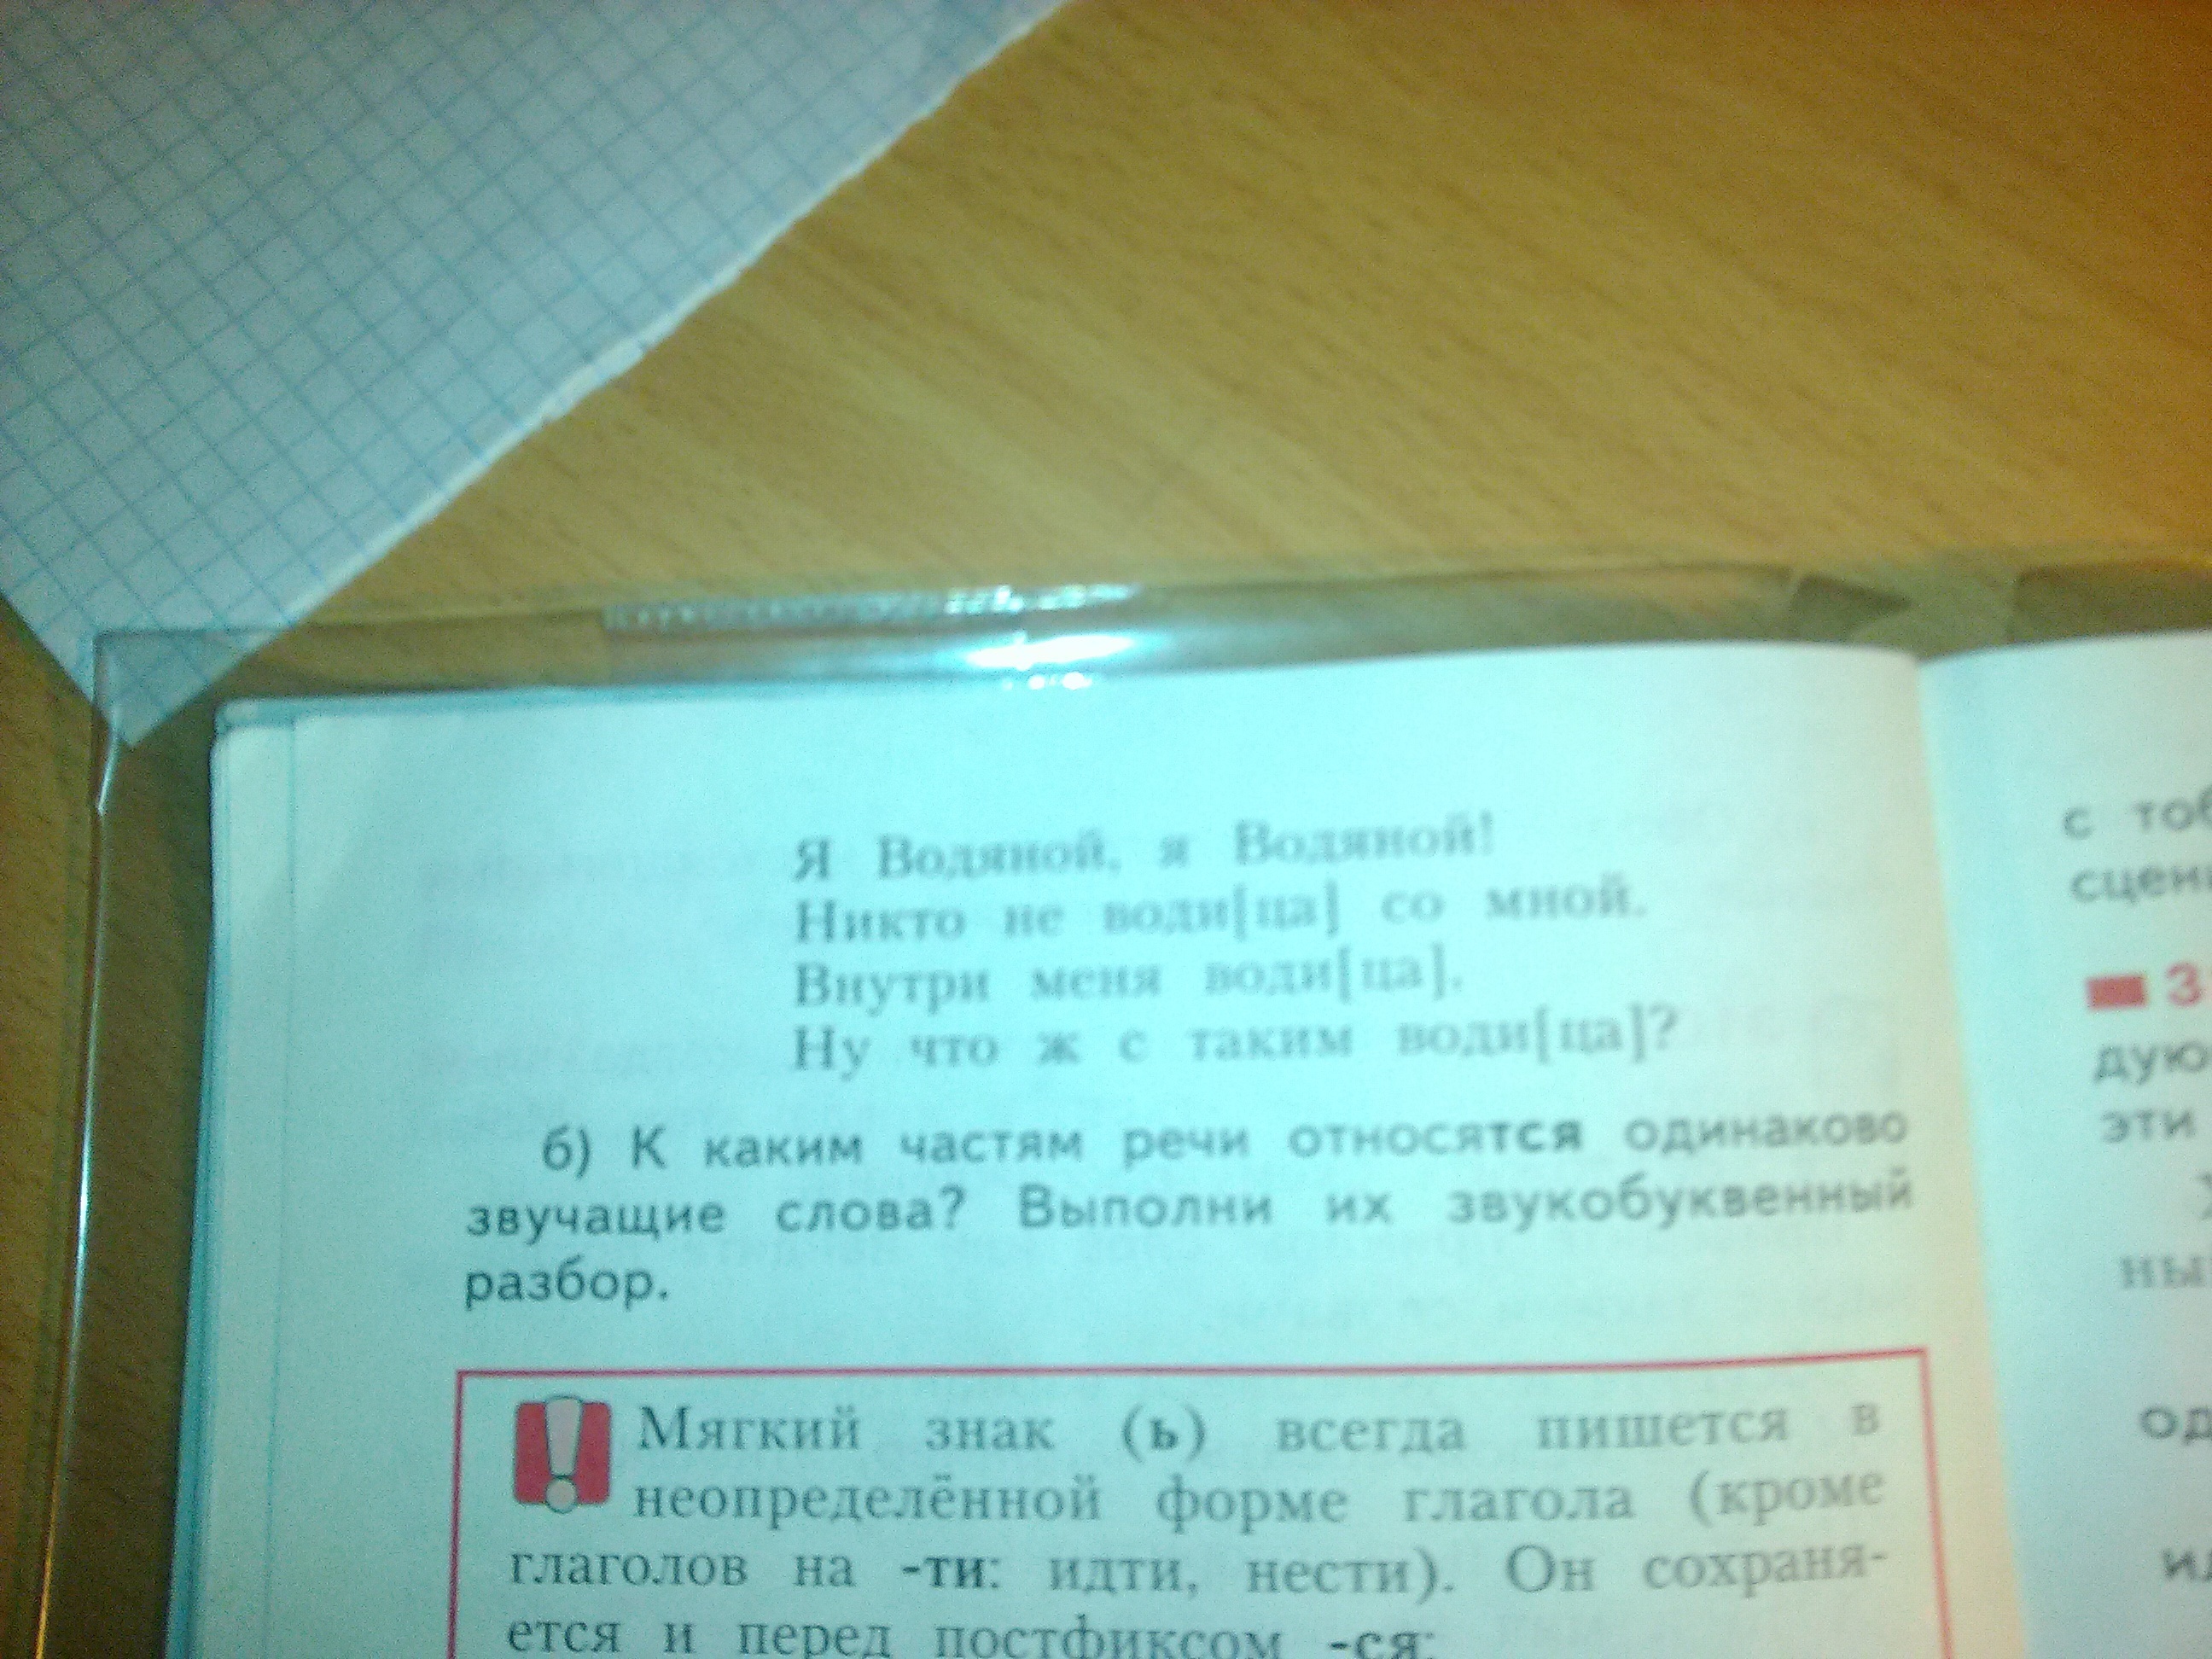 Я Водяной, я Водяной!
Никто не води[ца] со мной.
Внутри меня води[ца].
Ну что ж с таким води[ца]?
б) К каким частям речи относятся одинаково
звучащие слова? Выполни их звукобуквенный
разбор.
Мягкий знак (ь) всегда пишется в
неопределённой форме глагола (кроме
глаголов на -ти: идти, нести). Он сохраня-
ется и перед постфиксом -ся:
с тоб
сцен
З
дую
эти
ны
од